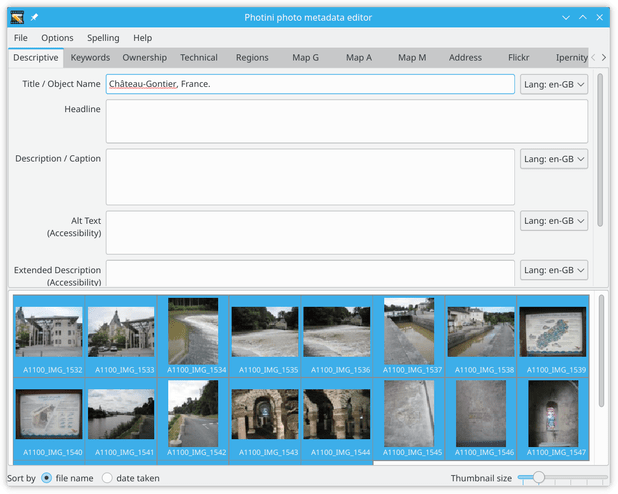 Photini photo metadata editor
File Options Spelling Help
Descriptive Keywords Ownership Technical Regions Map G Map A Map M Address Flickr Ipernity
Title / Object Name Château-Gontier, France. Lang: en-GB
Headline
Description / Caption Lang: en-GB
Alt Text Lang: en-GB
(Accessibility)
Extended Description Lang: en-GB
(Accessibility)
A1100_IMG_1532 A1100_IMG_1533 A1100_IMG_1534 A1100_IMG_1535 A1100_IMG_1536 A1100_IMG_1537 A1100_IMG_1538 A1100_IMG_1539
A1100_IMG_1540 A1100_IMG_1541 A1100_IMG_1542 A1100_IMG_1543 A1100_IMG_1544 A1100_IMG_1545 A1100_IMG_1546 A1100_IMG_1547
Sort by file name date taken Thumbnail size